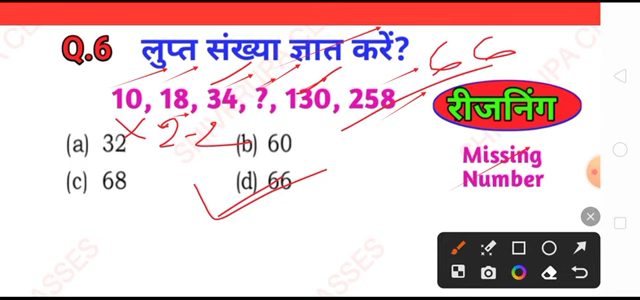 Q.6 लुप्त संख्या ज्ञात करें?
66
10, 18, 34, ?, 130, 258
रीजनिंग
×2-2
(a) 32 (b) 60
Missing
(c) 68 (d) 66
Number